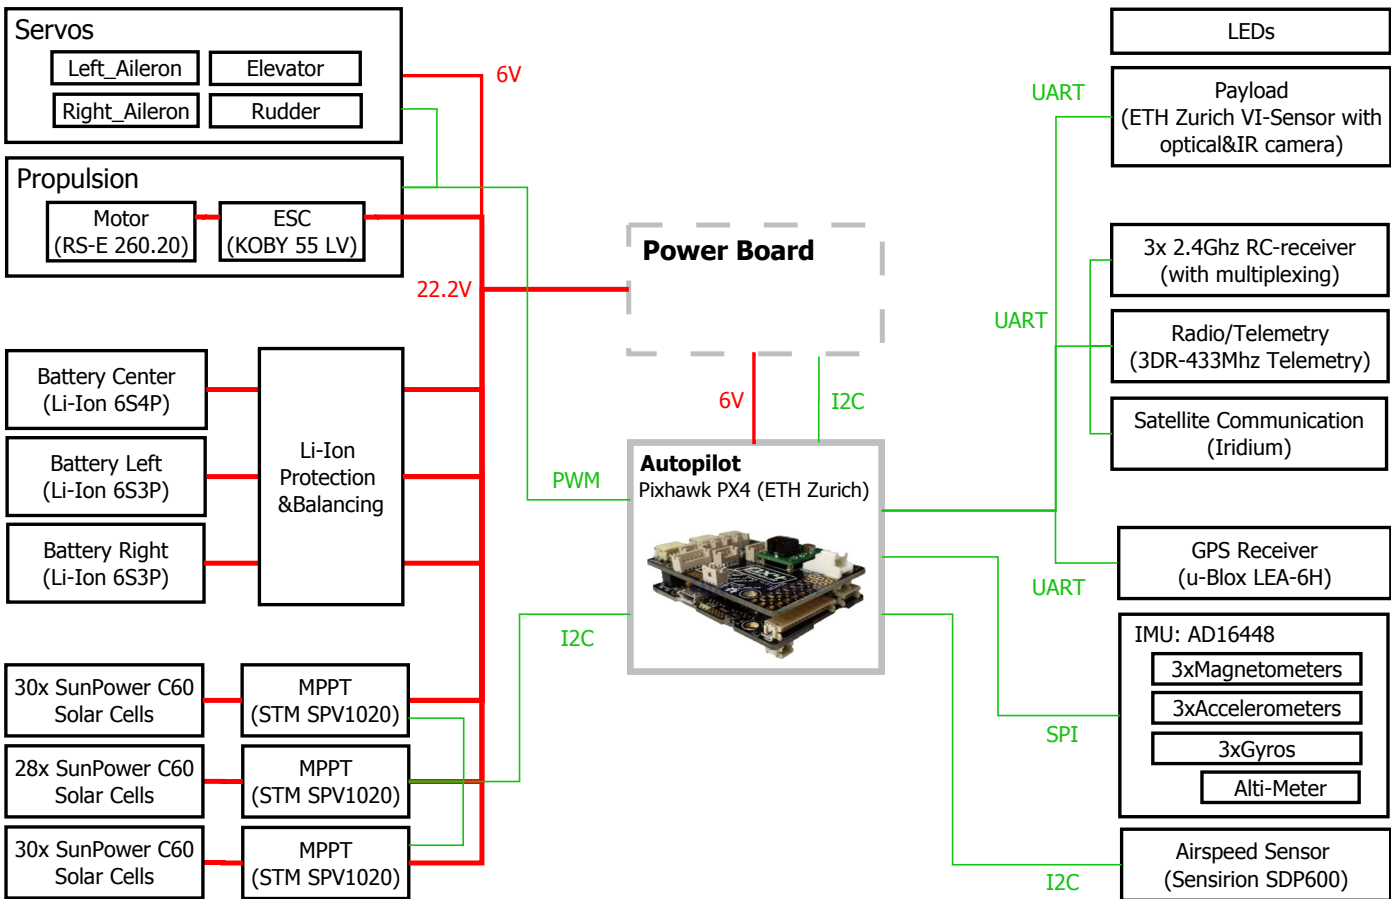 Servos
Left_Aileron
Elevator
Right_Aileron
Rudder
6V
Propulsion
Motor
(RS-E 260.20)
ESC
(KOBY 55 LV)
22.2V
Power Board
6V
I2C
Battery Center
(Li-Ion 6S4P)
Battery Left
(Li-Ion 6S3P)
Battery Right
(Li-Ion 6S3P)
Li-Ion
Protection
&Balancing
PWM
Autopilot
Pixhawk PX4 (ETH Zurich)
I2C
30x SunPower C60
Solar Cells
MPPT
(STM SPV1020)
28x SunPower C60
Solar Cells
MPPT
(STM SPV1020)
30x SunPower C60
Solar Cells
MPPT
(STM SPV1020)
LEDs
UART
Payload
(ETH Zurich VI-Sensor with
optical&IR camera)
3x 2.4Ghz RC-receiver
(with multiplexing)
UART
Radio/Telemetry
(3DR-433Mhz Telemetry)
Satellite Communication
(Iridium)
GPS Receiver
(u-Blox LEA-6H)
UART
IMU: AD16448
3xMagnetometers
3xAccelerometers
3xGyros
Alti-Meter
SPI
Airspeed Sensor
(Sensirion SDP600)
I2C